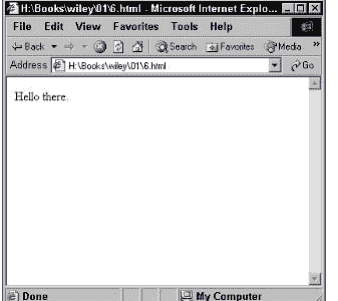 H:\Books\wiley\01\6.html - Microsoft Internet Explo...
File Edit View Favorites Tools Help
Back Search Favorites Media »
Address H:\Books\wiley\01\6.html Go
Hello there.
Done My Computer